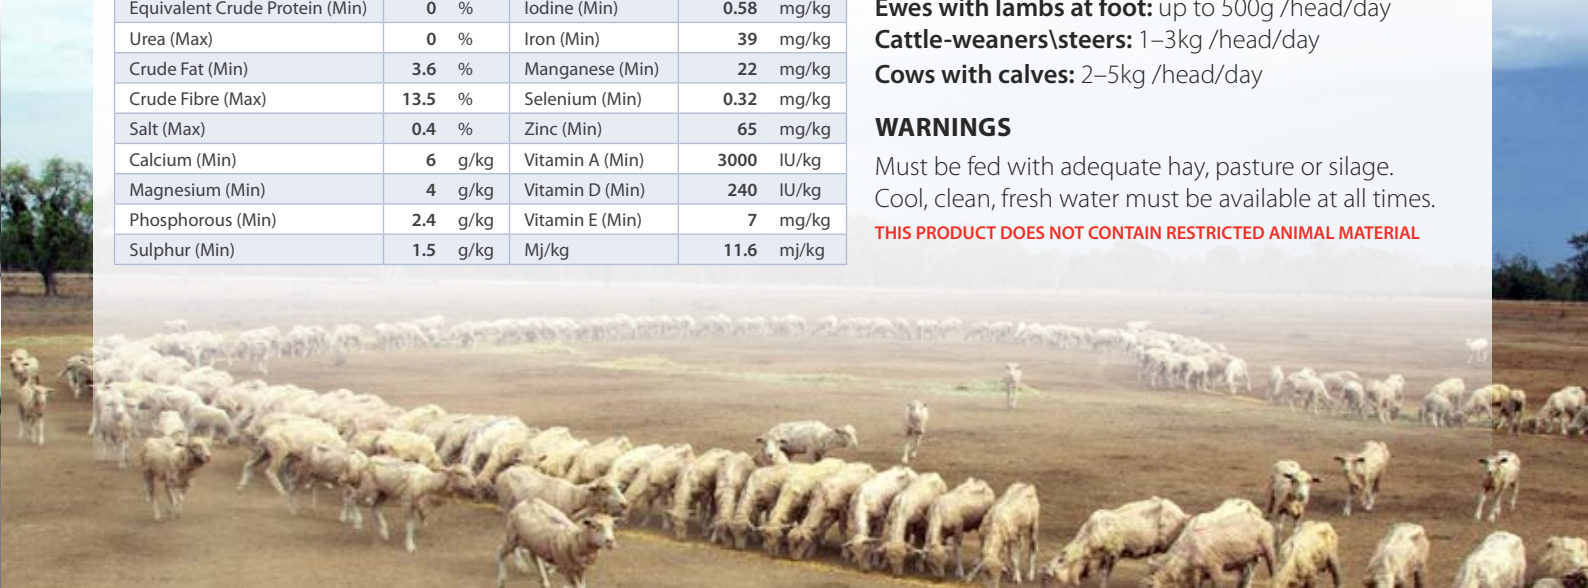 Equivalent Crude Protein (Min) 0 % Iodine (Min) 0.58 mg/kg
Urea (Max) 0 % Iron (Min) 39 mg/kg
Crude Fat (Min) 3.6 % Manganese (Min) 22 mg/kg
Crude Fibre (Max) 13.5 % Selenium (Min) 0.32 mg/kg
Salt (Max) 0.4 % Zinc (Min) 65 mg/kg
Calcium (Min) 6 g/kg Vitamin A (Min) 3000 IU/kg
Magnesium (Min) 4 g/kg Vitamin D (Min) 240 IU/kg
Phosphorous (Min) 2.4 g/kg Vitamin E (Min) 7 mg/kg
Sulphur (Min) 1.5 g/kg Mj/kg 11.6 mj/kg
Ewes with lambs at foot: up to 500g /head/day
Cattle-weaners\steers: 1–3kg /head/day
Cows with calves: 2–5kg /head/day
WARNINGS
Must be fed with adequate hay, pasture or silage.
Cool, clean, fresh water must be available at all times.
THIS PRODUCT DOES NOT CONTAIN RESTRICTED ANIMAL MATERIAL